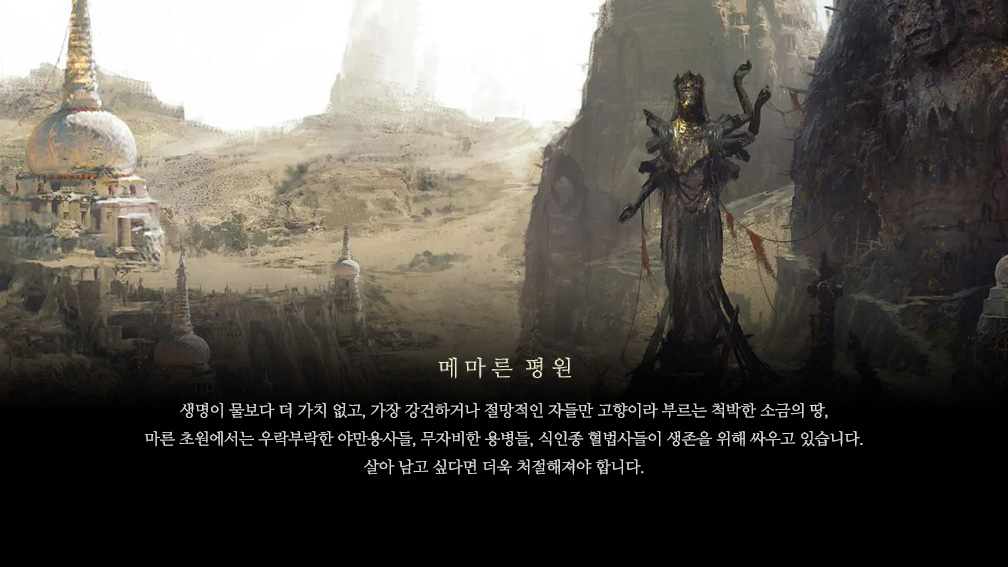 메마른 평원
생명이 물보다 더 가치 없고, 가장 강건하거나 절망적인 자들만 고향이라 부르는 척박한 소금의 땅,
마른 초원에서는 우락부락한 야만용사들, 무자비한 용병들, 식인종 혈법사들이 생존을 위해 싸우고 있습니다.
살아 남고 싶다면 더욱 처절해져야 합니다.